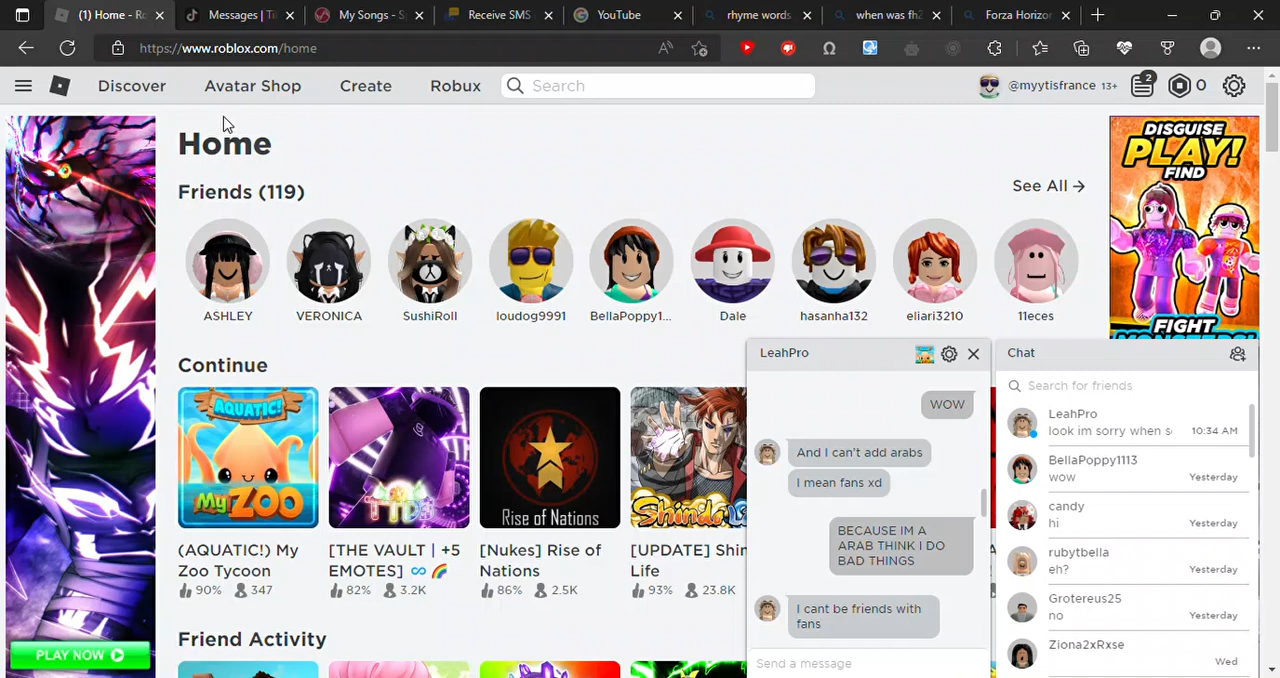 (1) Home - Ro
Messages | Ti
My Songs - S
Receive SMS
YouTube
rhyme words
when was fh2
Forza Horizon
https://www.roblox.com/home
Discover
Avatar Shop
Create
Robux
Search
@myytisfrance 13+
2
0
Home
Friends (119)
See All →
ASHLEY
VERONICA
SushiRoll
lodog9991
BellaPoppy1...
Dale
hasanha132
eliari3210
11eces
DISGUISE
PLAY!
FIND
FIGHT
MONSTERS!
PLAY NOW
Continue
AQUATIC!
My ZOO
TTD3
Rise of Nations
Shindo
(AQUATIC!) My
Zoo Tycoon
90% 347
[THE VAULT | +5
EMOTES] ∞ 🌈
82% 3.2K
[Nukes] Rise of
Nations
86% 2.5K
[UPDATE] Shin
Life
93% 23.8K
Friend Activity
LeahPro
WOW
And I can't add arabs
I mean fans xd
BECAUSE IM A
ARAB THINK I DO
BAD THINGS
I cant be friends with
fans
Send a message
Chat
Search for friends
LeahPro
look im sorry when s 10:34 AM
BellaPoppy1113
wow Yesterday
candy
hi Yesterday
rubytbella
eh? Yesterday
Grotereus25
no Yesterday
Ziona2xRxse
Wed